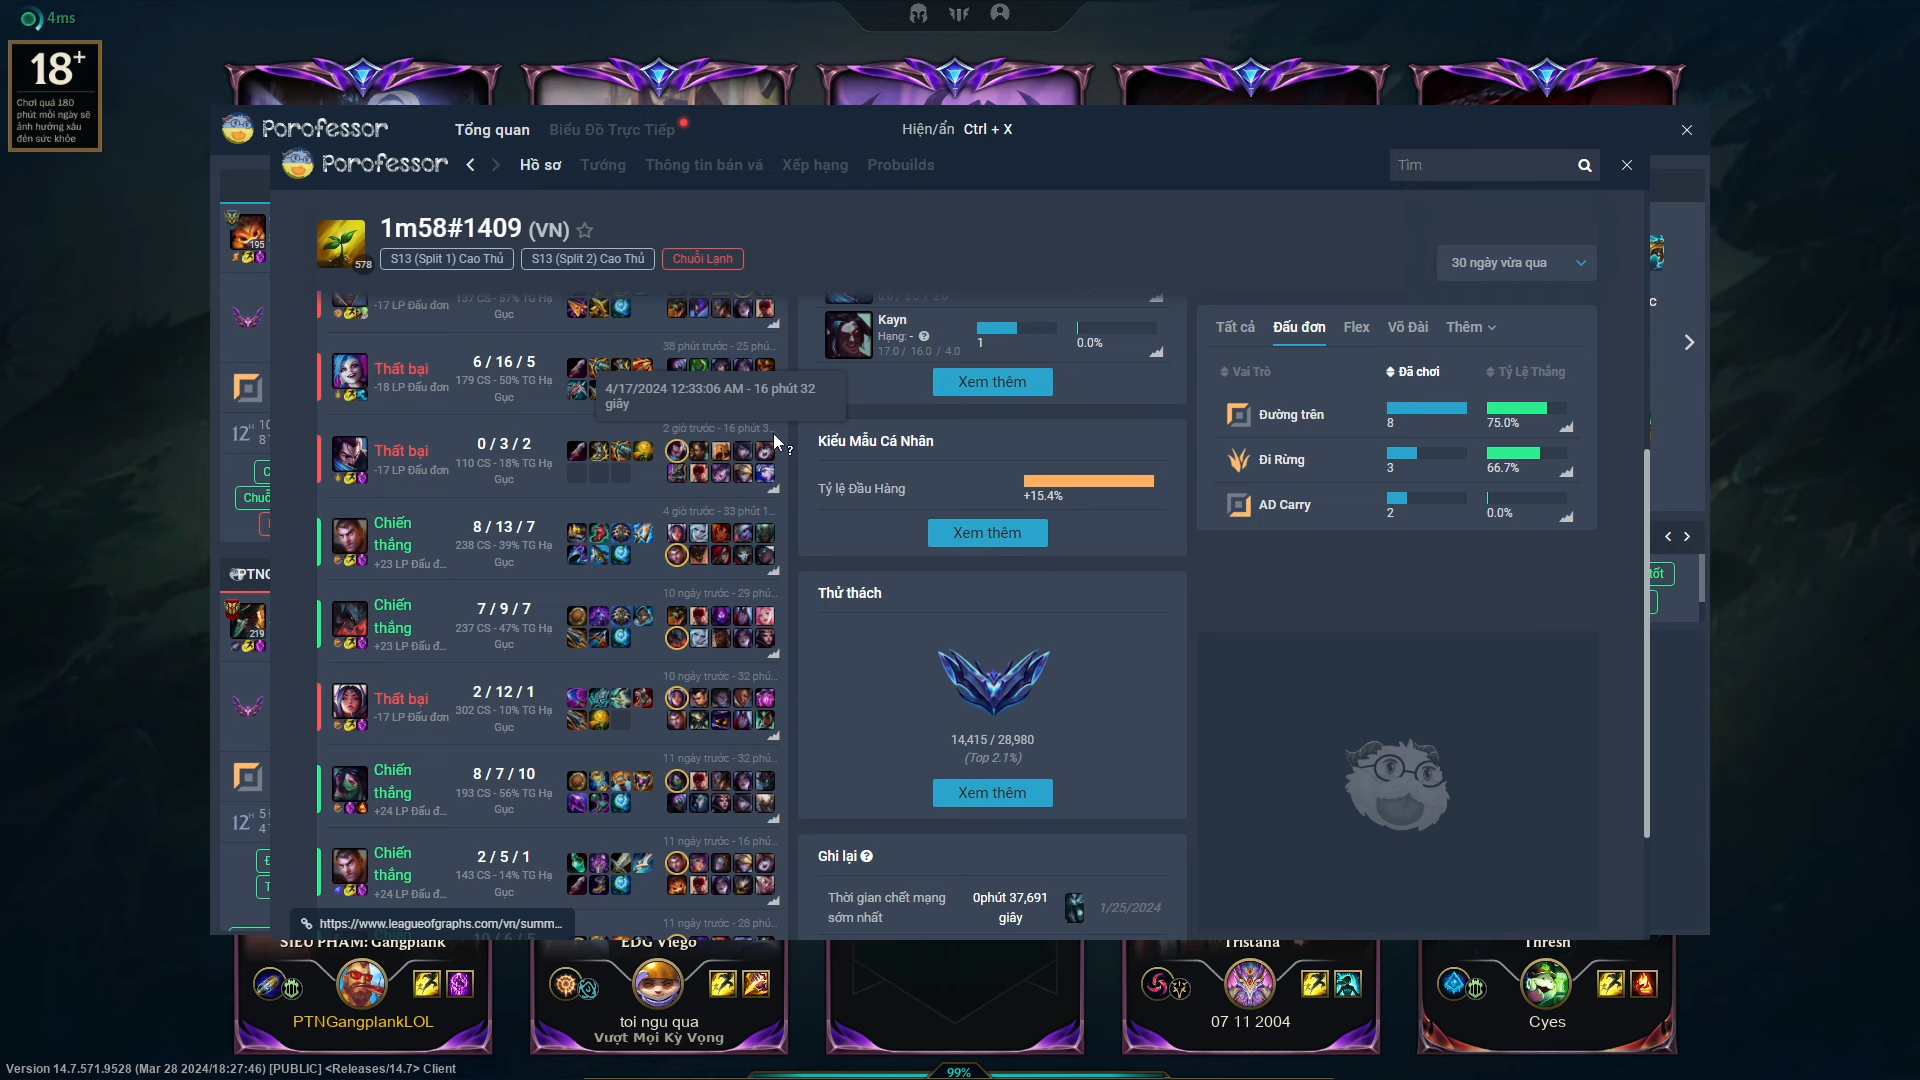 4ms
18+
Chơi quá 180
phút mỗi ngày sẽ
ảnh hưởng xấu
đến sức khỏe
Porofessor
Tổng quan
Biểu Đồ Trực Tiếp
Hiện/ẩn Ctrl + X
Porofessor
Hồ sơ
Tướng
Thông tin bản vá
Xếp hạng
Probuilds
Tìm
1m58#1409 (VN)
578
S13 (Split 1) Cao Thủ
S13 (Split 2) Cao Thủ
Chuỗi Lạnh
30 ngày vừa qua
195
12H
PTNG
219
12H
-17 LP Đấu đơn
137 CS - 57% TG Hạ
Gục
38 phút trước - 25 phú...
Thất bại
-18 LP Đấu đơn
6 / 16 / 5
179 CS - 50% TG Hạ
Gục
4/17/2024 12:33:06 AM - 16 phút 32
giây
2 giờ trước - 16 phút 3...
Thất bại
-17 LP Đấu đơn
0 / 3 / 2
110 CS - 18% TG Hạ
Gục
4 giờ trước - 33 phút 1...
Chiến
thắng
+23 LP Đấu đ...
8 / 13 / 7
238 CS - 39% TG Hạ
Gục
10 ngày trước - 29 phú...
Chiến
thắng
+23 LP Đấu đ...
7 / 9 / 7
237 CS - 47% TG Hạ
Gục
10 ngày trước - 32 phú...
Thất bại
-17 LP Đấu đơn
2 / 12 / 1
302 CS - 10% TG Hạ
Gục
11 ngày trước - 32 phú...
Chiến
thắng
+24 LP Đấu đ...
8 / 7 / 10
193 CS - 56% TG Hạ
Gục
11 ngày trước - 16 phú...
Chiến
thắng
+24 LP Đấu đ...
2 / 5 / 1
143 CS - 14% TG Hạ
Gục
11 ngày trước - 28 phú...
https://www.leagueofgraphs.com/vn/summ...
Kayn
Hạng: -
17.0 / 16.0 / 4.0
1
0.0%
Xem thêm
Kiểu Mẫu Cá Nhân
Tỷ lệ Đầu Hàng
+15.4%
Xem thêm
Thử thách
14,415 / 28,980
(Top 2.1%)
Xem thêm
Ghi lại
Thời gian chết mạng
sớm nhất
0phút 37,691
giây
1/25/2024
Tất cả
Đấu đơn
Flex
Võ Đài
Thêm
Vai Trò
Đã chơi
Tỷ Lệ Thắng
Đường trên
8
75.0%
Đi Rừng
3
66.7%
AD Carry
2
0.0%
SIÊU PHẨM: Gangplank
EDG Viego
Tristana
Thresh
PTNGangplankLOL
toi ngu qua
Vượt Mọi Kỳ Vọng
07 11 2004
Cyes
Version 14.7.571.9528 (Mar 28 2024/18:27:46) [PUBLIC] <Releases/14.7> Client
99%